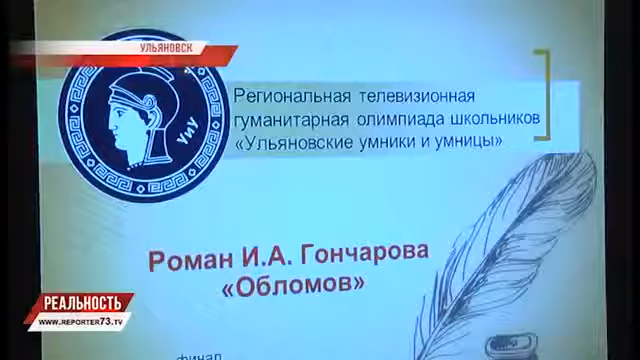 УЛЬЯНОВСК
УиУ
Региональная телевизионная
гуманитарная олимпиада школьников
«Ульяновские умники и умницы»
Роман И.А. Гончарова
«Обломов»
финал
РЕАЛЬНОСТЬ
WWW.REPORTER73.TV